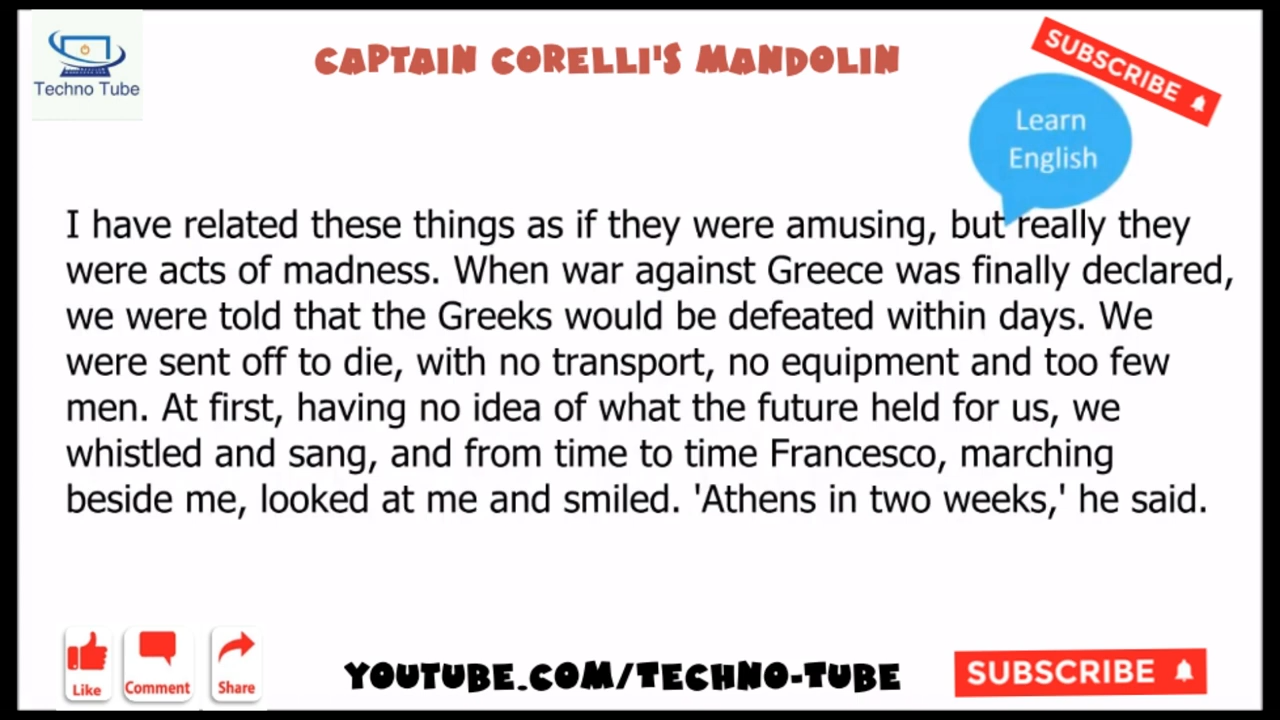 Techno Tube
CAPTAIN CORELLI'S MANDOLIN
SUBSCRIBE
Learn
English
I have related these things as if they were amusing, but really they
were acts of madness. When war against Greece was finally declared,
we were told that the Greeks would be defeated within days. We
were sent off to die, with no transport, no equipment and too few
men. At first, having no idea of what the future held for us, we
whistled and sang, and from time to time Francesco, marching
beside me, looked at me and smiled. 'Athens in two weeks,' he said.
Like
Comment
Share
YOUTUBE.COM/TECHNO-TUBE
SUBSCRIBE